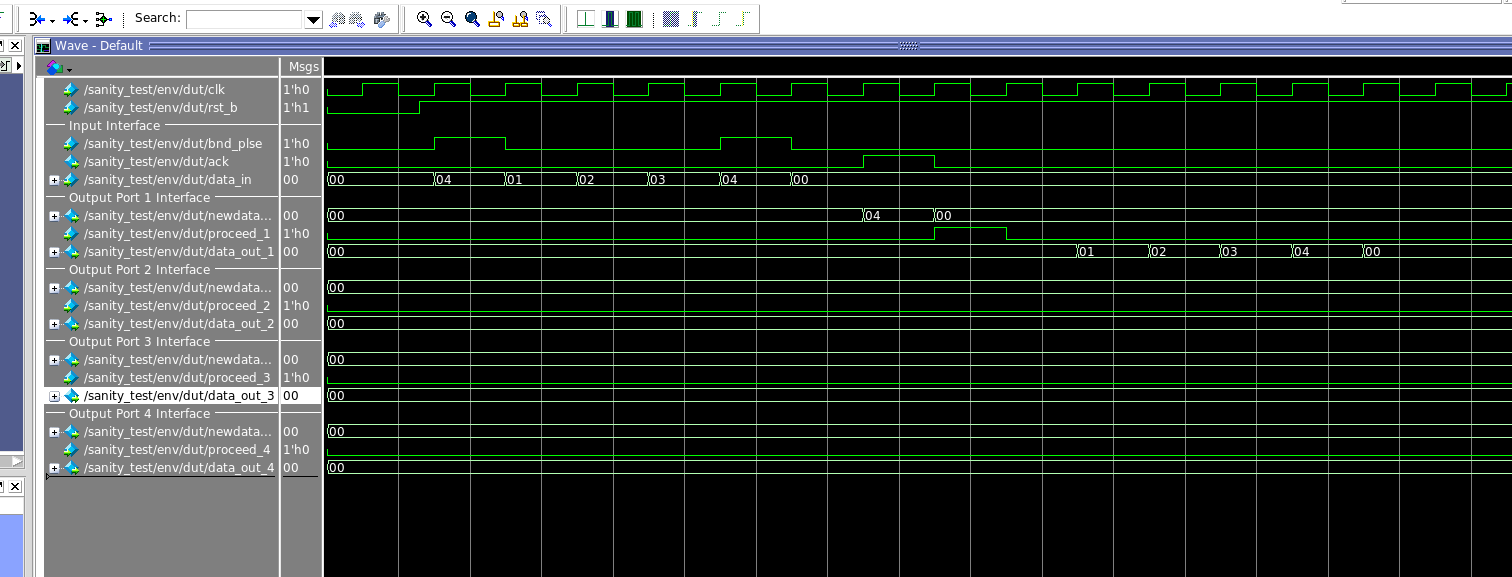 Search:
Wave - Default
Msgs
/sanity_test/env/dut/clk 1'h0
/sanity_test/env/dut/rst_b 1'h1
Input Interface
/sanity_test/env/dut/bnd_plse 1'h0
/sanity_test/env/dut/ack 1'h0
/sanity_test/env/dut/data_in 00 00 04 01 02 03 04 00
Output Port 1 Interface
/sanity_test/env/dut/newdata... 00 00 04 00
/sanity_test/env/dut/proceed_1 1'h0
/sanity_test/env/dut/data_out_1 00 00 01 02 03 04 00
Output Port 2 Interface
/sanity_test/env/dut/newdata... 00 00
/sanity_test/env/dut/proceed_2 1'h0
/sanity_test/env/dut/data_out_2 00 00
Output Port 3 Interface
/sanity_test/env/dut/newdata... 00 00
/sanity_test/env/dut/proceed_3 1'h0
/sanity_test/env/dut/data_out_3 00 00
Output Port 4 Interface
/sanity_test/env/dut/newdata... 00 00
/sanity_test/env/dut/proceed_4 1'h0
/sanity_test/env/dut/data_out_4 00 00